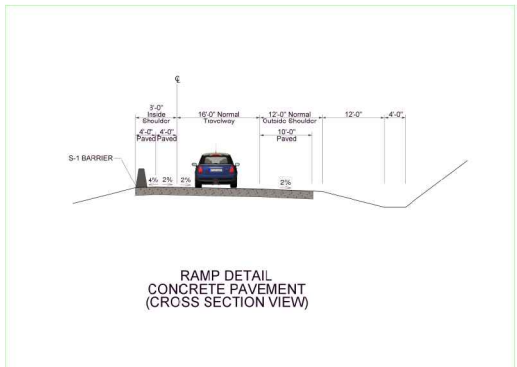 ℄
8'-0"
Inside
Shoulder
16'-0" Normal
Travelway
12'-0" Normal
Outside Shoulder
12'-0"
4'-0"
4'-0"
Paved
4'-0"
Paved
10'-0"
Paved
S-1 BARRIER
4%
2%
2%
2%
RAMP DETAIL
CONCRETE PAVEMENT
(CROSS SECTION VIEW)